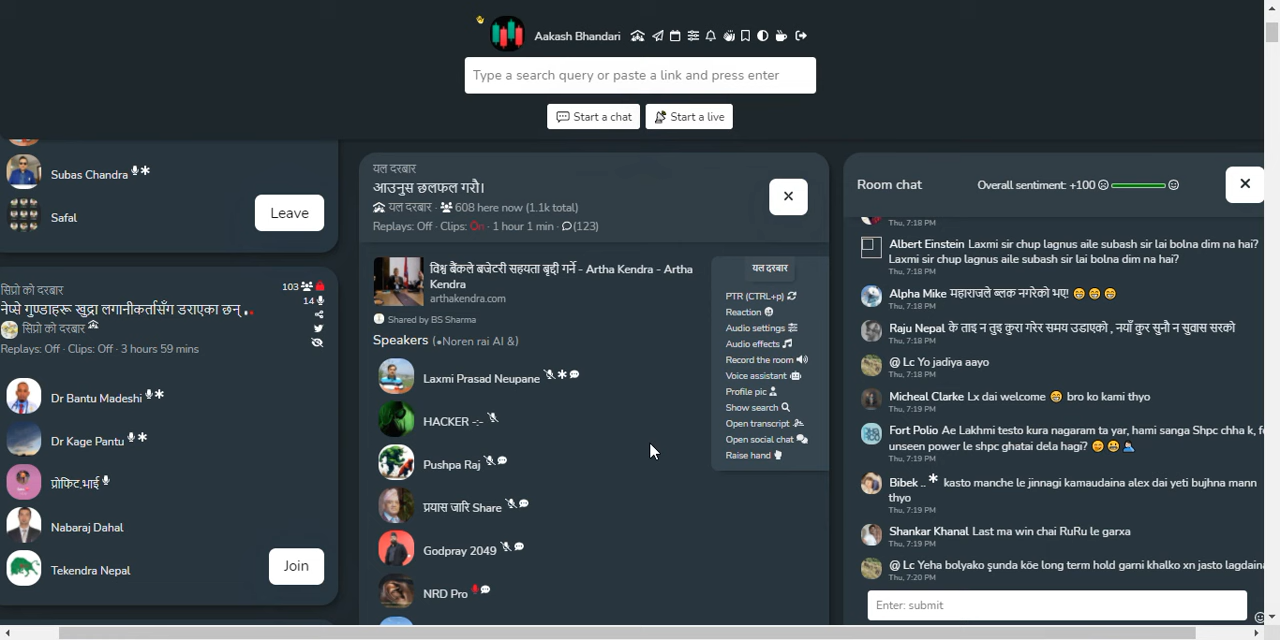 Aakash Bhandari
Type a search query or paste a link and press enter
Start a chat
Start a live
Subas Chandra
Safal
Leave
सिप्रो को दरबार
103
14
नेप्से गुण्डाहरू खुद्रा लगानीकर्तासँग डराएका छन्
सिप्रो को दरबार
Replays: Off · Clips: Off · 3 hours 59 mins
Dr Bantu Madeshi
Dr Kage Pantu
प्रोफिट.भाई
Nabaraj Dahal
Tekendra Nepal
Join
यल दरबार
आउनुस छलफल गरौ।
यल दरबार · 608 here now (1.1k total)
Replays: Off · Clips: On · 1 hour 1 min · (123)
विश्व बैंकले बजेटरी सहयता बृद्दी गर्ने - Artha Kendra - Artha
Kendra
arthakendra.com
Shared by BS Sharma
Speakers (•Noren rai AI &)
Laxmi Prasad Neupane
HACKER -:-
Pushpa Raj
प्रयास जारि Share
Godpray 2049
NRD Pro
यल दरबार
PTR (CTRL+p)
Reaction
Audio settings
Audio effects
Record the room
Voice assistant
Profile pic
Show search
Open transcript
Open social chat
Raise hand
Room chat
Overall sentiment: +100
Thu, 7:18 PM
Albert Einstein Laxmi sir chup lagnus aile subash sir lai bolna dim na hai?
Laxmi sir chup lagnus aile subash sir lai bolna dim na hai?
Thu, 7:18 PM
Alpha Mike महाराजले ब्लक नगरेको भए! 😁😁😁
Thu, 7:18 PM
Raju Nepal के ताइ न तुइ कुरा गरेर समय उडाएको , नयाँ कुर सुनौ न सुवास सरको
Thu, 7:18 PM
@ Lc Yo jadiya aayo
Thu, 7:18 PM
Micheal Clarke Lx dai welcome 😁 bro ko kami thyo
Thu, 7:19 PM
Fort Polio Ae Lakhmi testo kura nagaram ta yar, hami sanga Shpc chha k, fe
unseen power le shpc ghatai dela hagi?
Thu, 7:19 PM
Bibek .. * kasto manche le jinnagi kamaudaina alex dai yeti bujhna mann
thyo
Thu, 7:19 PM
Shankar Khanal Last ma win chai RuRu le garxa
Thu, 7:19 PM
@ Lc Yeha bolyako şunda köe long term hold garni khalko xn jasto lagdaina
Thu, 7:20 PM
Enter: submit